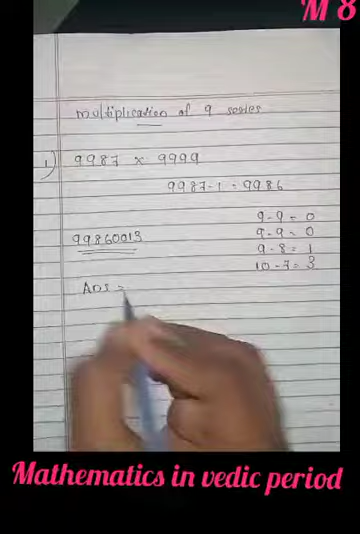 M 8
multiplication of 9 series
1) 9987 x 9999
9987-1 = 9986
9-9 = 0
9-9 = 0
9-8 = 1
10-7 = 3
99860013
Ans =
Mathematics in vedic period